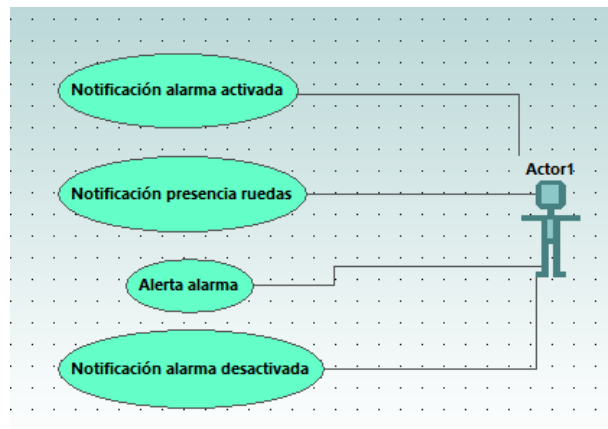 Notificación alarma activada
Actor1
Notificación presencia ruedas
Alerta alarma
Notificación alarma desactivada